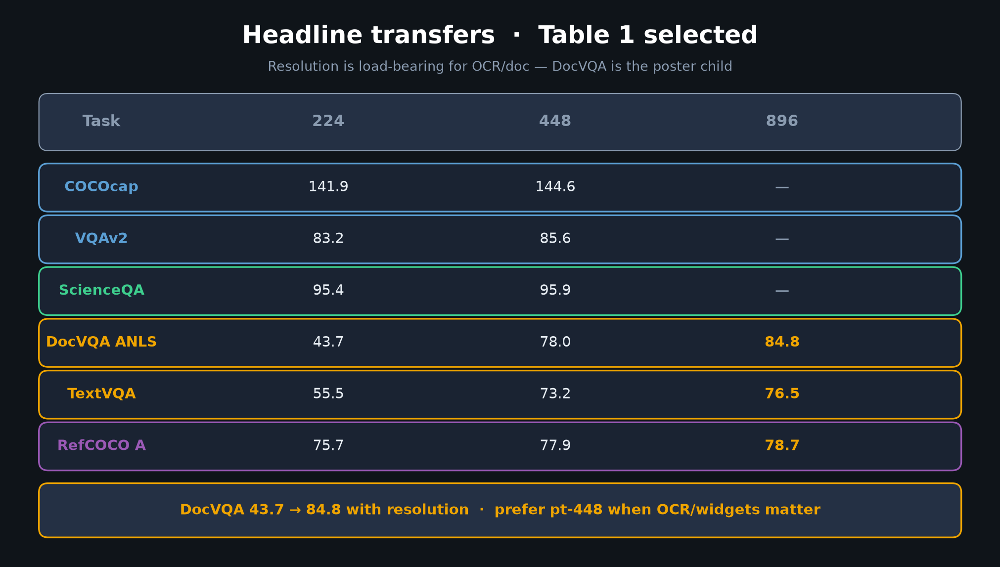 Headline transfers · Table 1 selected
Resolution is load-bearing for OCR/doc — DocVQA is the poster child
Task 224 448 896
COCOcap 141.9 144.6 —
VQAv2 83.2 85.6 —
ScienceQA 95.4 95.9 —
DocVQA ANLS 43.7 78.0 84.8
TextVQA 55.5 73.2 76.5
RefCOCO A 75.7 77.9 78.7
DocVQA 43.7 → 84.8 with resolution · prefer pt-448 when OCR/widgets matter